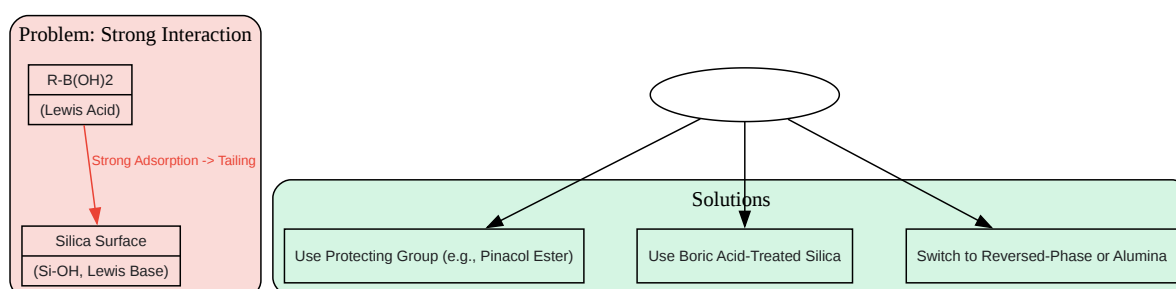 Problem: Strong Interaction
R-B(OH)2
(Lewis Acid)
Strong Adsorption -> Tailing
Silica Surface
(Si-OH, Lewis Base)
Solutions
Use Protecting Group (e.g., Pinacol Ester)
Use Boric Acid-Treated Silica
Switch to Reversed-Phase or Alumina